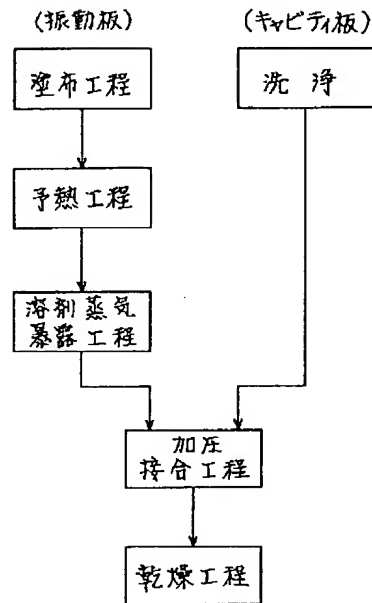 (振動板)
(キャビティ板)
塗布工程
洗浄
予熱工程
溶剤蒸気
暴露工程
加圧
接合工程
乾燥工程